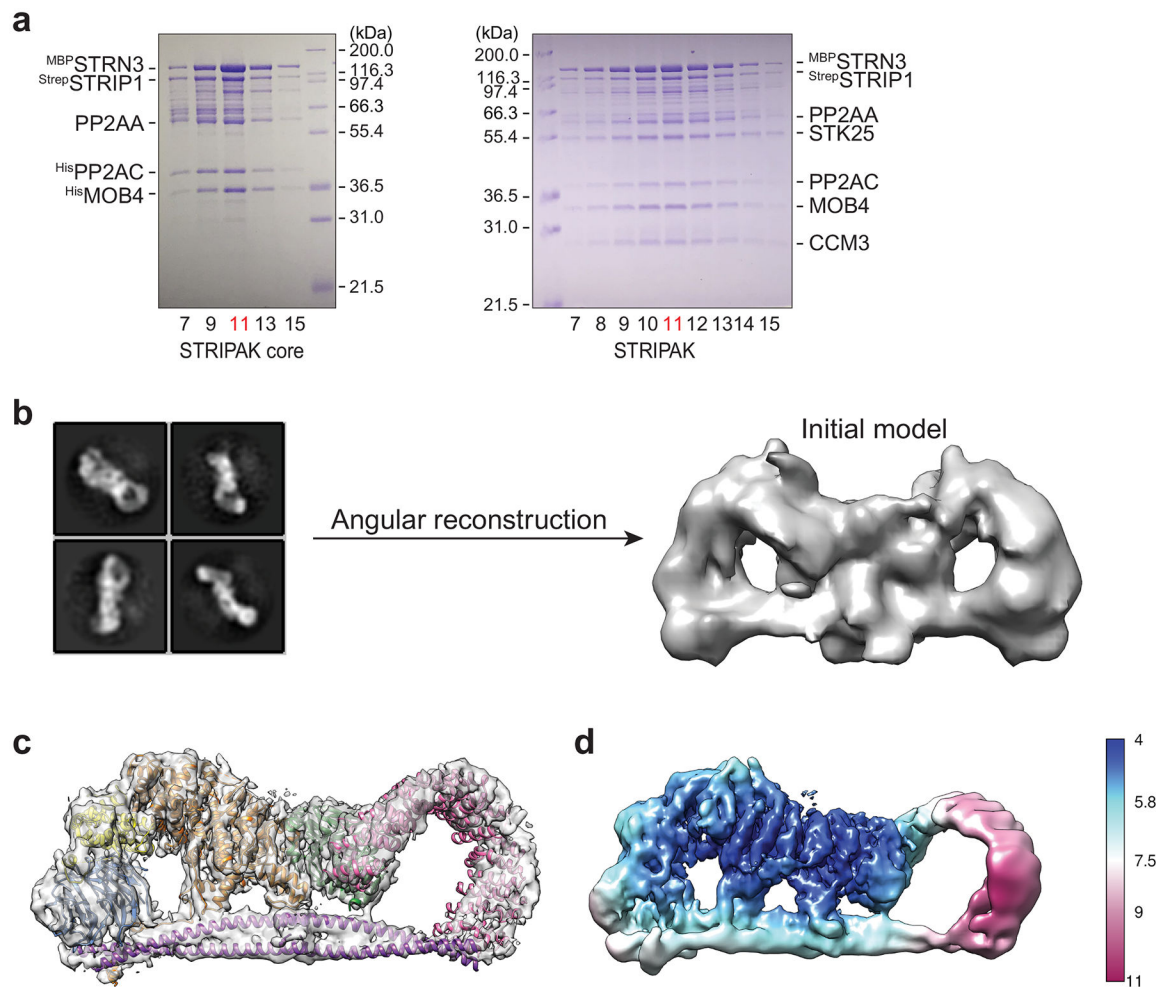 a
(kDa)
200.0
116.3
97.4
66.3
55.4
36.5
31.0
21.5
MBPSTRN3
StrepSTRIP1
PP2AA
HisPP2AC
HisMOB4
7 9 11 13 15
STRIPAK core
(kDa)
200.0
116.3
97.4
66.3
55.4
36.5
31.0
21.5
MBPSTRN3
StrepSTRIP1
PP2AA
STK25
PP2AC
MOB4
CCM3
7 8 9 10 11 12 13 14 15
STRIPAK
b
Angular reconstruction
Initial model
c
d
4
5.8
7.5
9
11